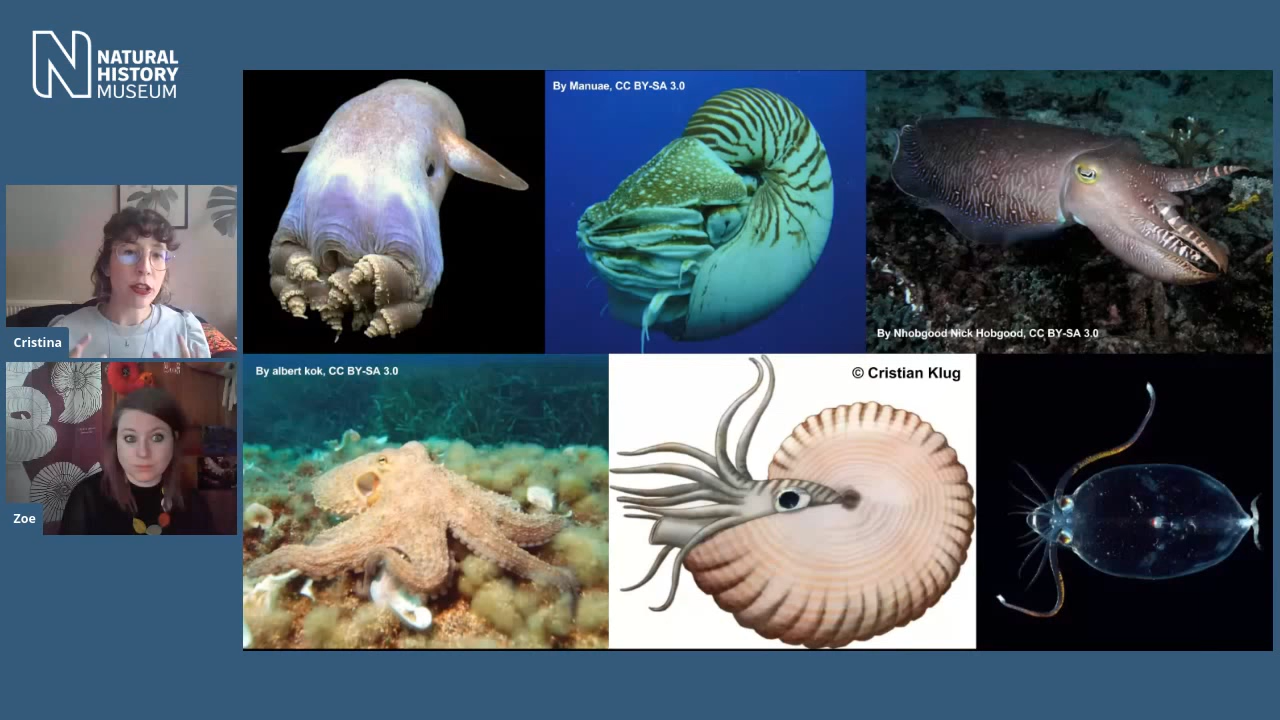 NATURAL
HISTORY
MUSEUM
By Manuae, CC BY-SA 3.0
By Nhobgood Nick Hobgood, CC BY-SA 3.0
Cristina
By albert kok, CC BY-SA 3.0
© Cristian Klug
Zoe